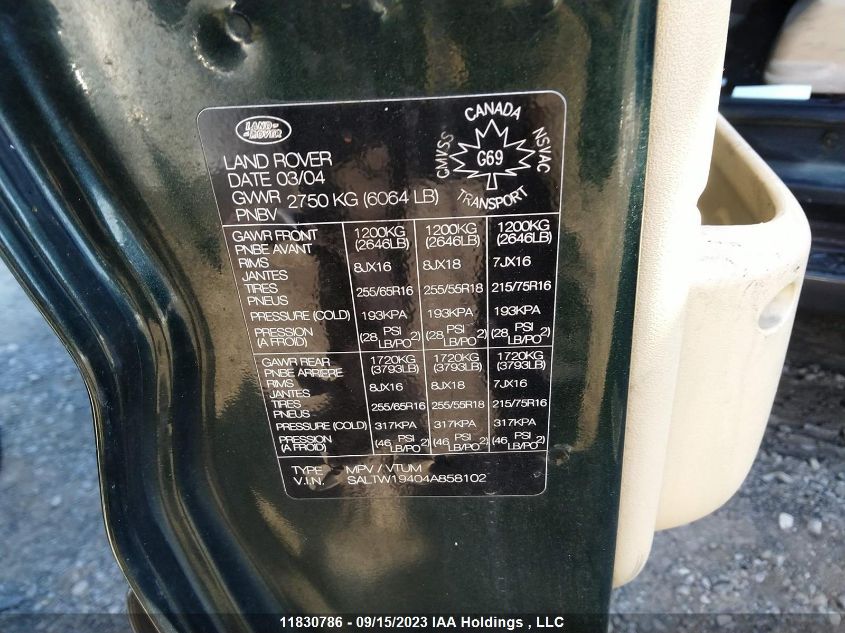 LAND-
-ROVER
CANADA
CMVSS
NSVAC
G69
TRANSPORT
LAND ROVER
DATE 03/04
GVWR
PNBV
2750 KG (6064 LB)
GAWR FRONT
PNBE AVANT
1200KG
(2646LB)
1200KG
(2646LB)
1200KG
(2646LB)
RIMS
JANTES
8JX16
8JX18
7JX16
TIRES
PNEUS
255/65R16
255/55R18
215/75R16
PRESSURE (COLD)
193KPA
193KPA
193KPA
PRESSION
(A FROID)
(28 PSI
LB/PO²)
(28 PSI
LB/PO²)
(28 PSI
LB/PO²)
GAWR REAR
PNBE ARRIERE
1720KG
(3793LB)
1720KG
(3793LB)
1720KG
(3793LB)
RIMS
JANTES
8JX16
8JX18
7JX16
TIRES
PNEUS
255/65R16
255/55R18
215/75R16
PRESSURE (COLD)
317KPA
317KPA
317KPA
PRESSION
(A FROID)
(46 PSI
LB/PO²)
(46 PSI
LB/PO²)
(46 PSI
LB/PO²)
TYPE MPV / VTUM
V.I.N. SALTW19404A858102
11830786 - 09/15/2023 IAA Holdings , LLC